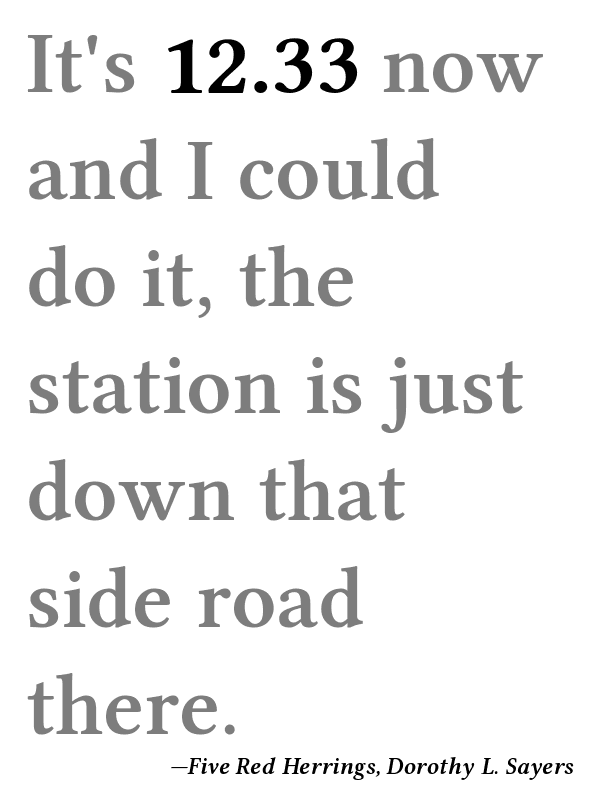 It's 12.33 now
and I could
do it, the
station is just
down that
side road
there.
—Five Red Herrings, Dorothy L. Sayers